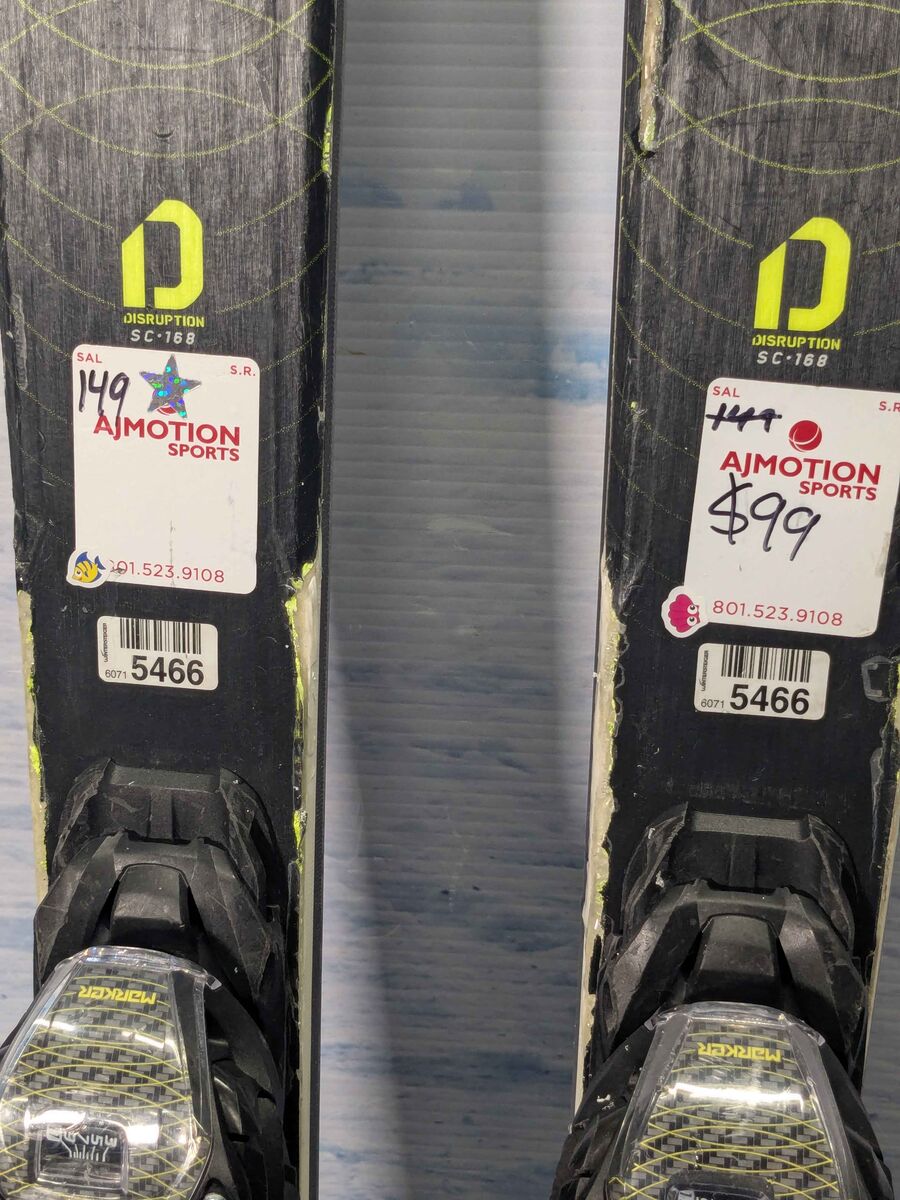 DISRUPTION
SC·168
SAL
S.R.
149
AJMOTION
SPORTS
01.523.9108
6071 5466
MARKER
DISRUPTION
SC·168
SAL
S.R
149
AJMOTION
SPORTS
$99
801.523.9108
6071 5466
MARKER